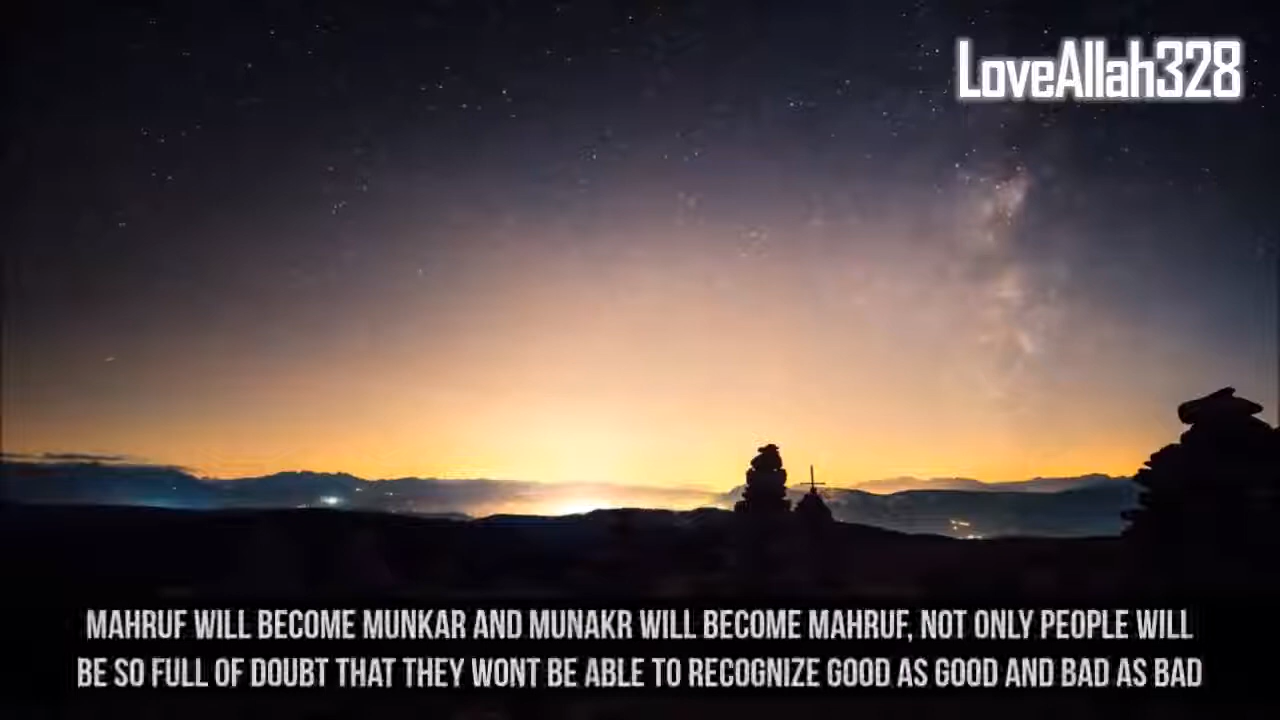 LoveAllah328
MAHRUF WILL BECOME MUNKAR AND MUNAKR WILL BECOME MAHRUF, NOT ONLY PEOPLE WILL
BE SO FULL OF DOUBT THAT THEY WONT BE ABLE TO RECOGNIZE GOOD AS GOOD AND BAD AS BAD